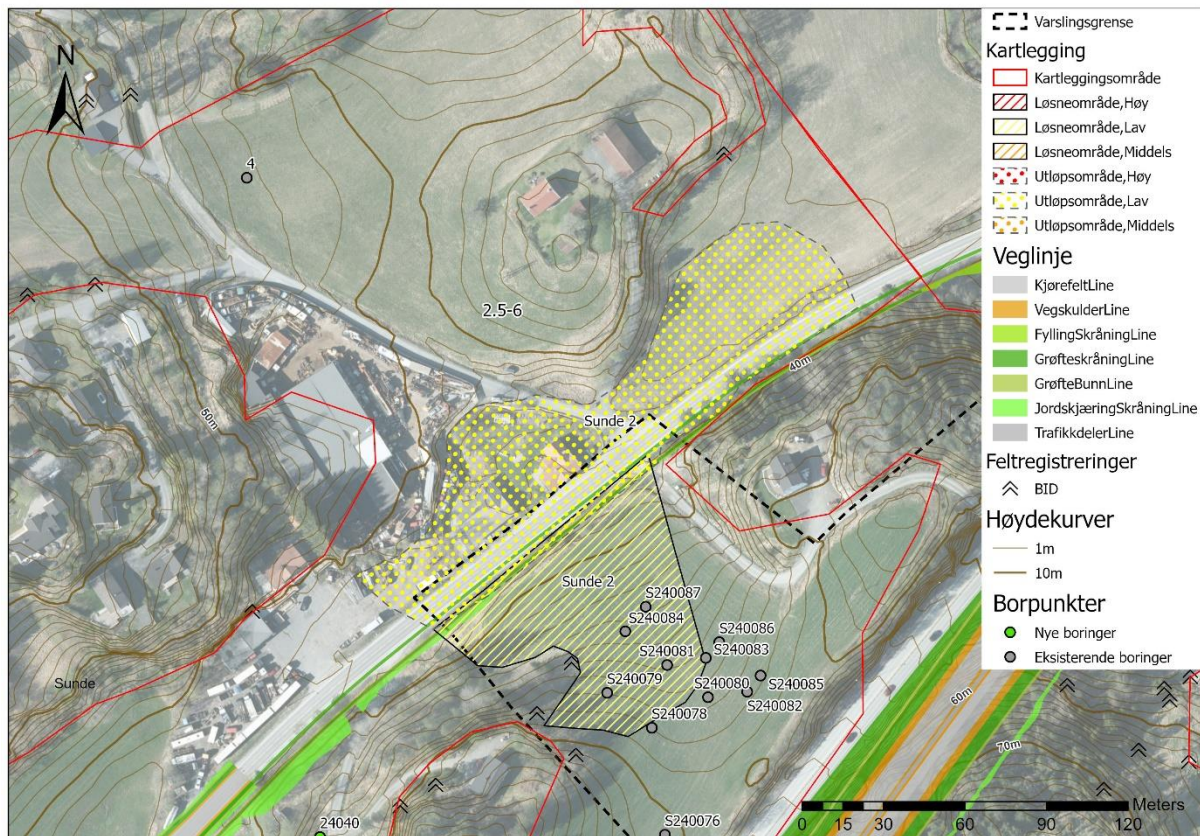 N
4
2.5-6
50m
40m
Sunde 2
Sunde 2
S240087
S240084
S240086
S240081
S240083
S240079
S240080
S240085
S240082
S240078
Sunde
60m
70m
24040
S240076
Varslingsgrense
Kartlegging
Kartleggingsområde
Løsneområde,Høy
Løsneområde,Lav
Løsneområde,Middels
Utløpsområde,Høy
Utløpsområde,Lav
Utløpsområde,Middels
Veglinje
KjørefeltLine
VegskulderLine
FyllingSkråningLine
GrøfteskråningLine
GrøfteBunnLine
JordskjæringSkråningLine
TrafikkdelerLine
Feltregistreringer
BID
Høydekurver
1m
10m
Borpunkter
Nye boringer
Eksisterende boringer
Meters
0 15 30 60 90 120